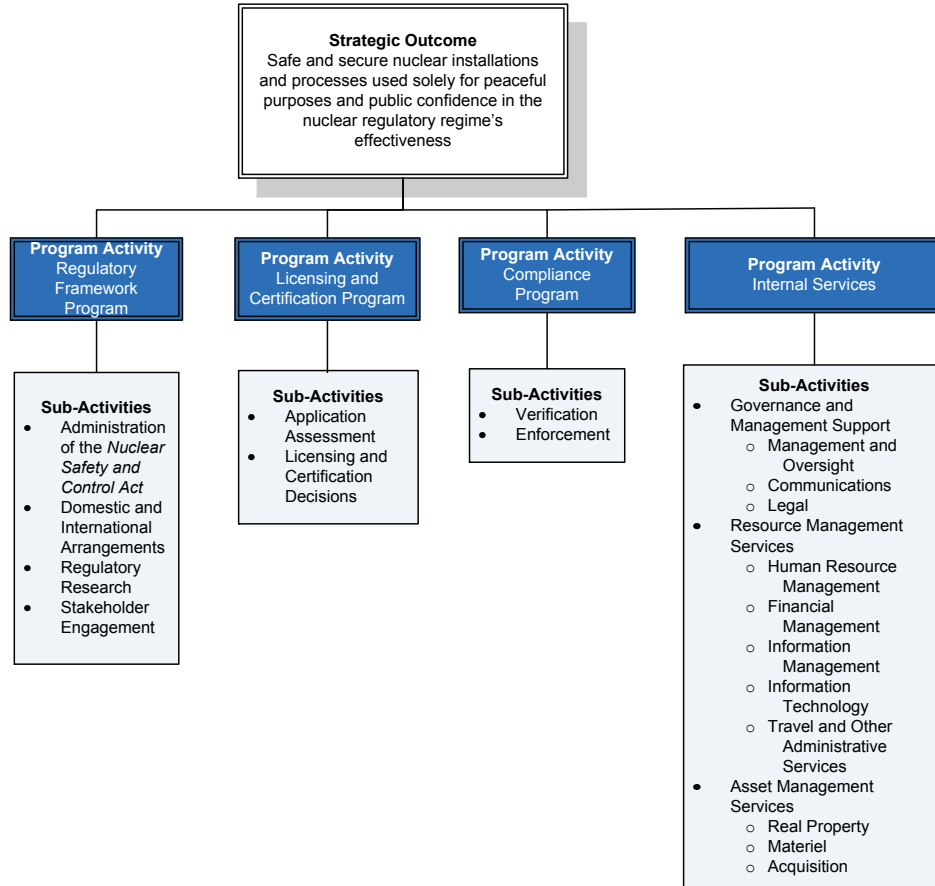 Strategic Outcome
Safe and secure nuclear installations
and processes used solely for peaceful
purposes and public confidence in the
nuclear regulatory regime’s
effectiveness
Program Activity
Regulatory
Framework
Program
Program Activity
Licensing and
Certification Program
Program Activity
Compliance
Program
Program Activity
Internal Services
Sub-Activities
• Administration
of the Nuclear
Safety and
Control Act
• Domestic and
International
Arrangements
• Regulatory
Research
• Stakeholder
Engagement
Sub-Activities
• Application
Assessment
• Licensing and
Certification
Decisions
Sub-Activities
• Verification
• Enforcement
Sub-Activities
• Governance and
Management Support
o Management and
Oversight
o Communications
o Legal
• Resource Management
Services
o Human Resource
Management
o Financial
Management
o Information
Management
o Information
Technology
o Travel and Other
Administrative
Services
• Asset Management
Services
o Real Property
o Materiel
o Acquisition